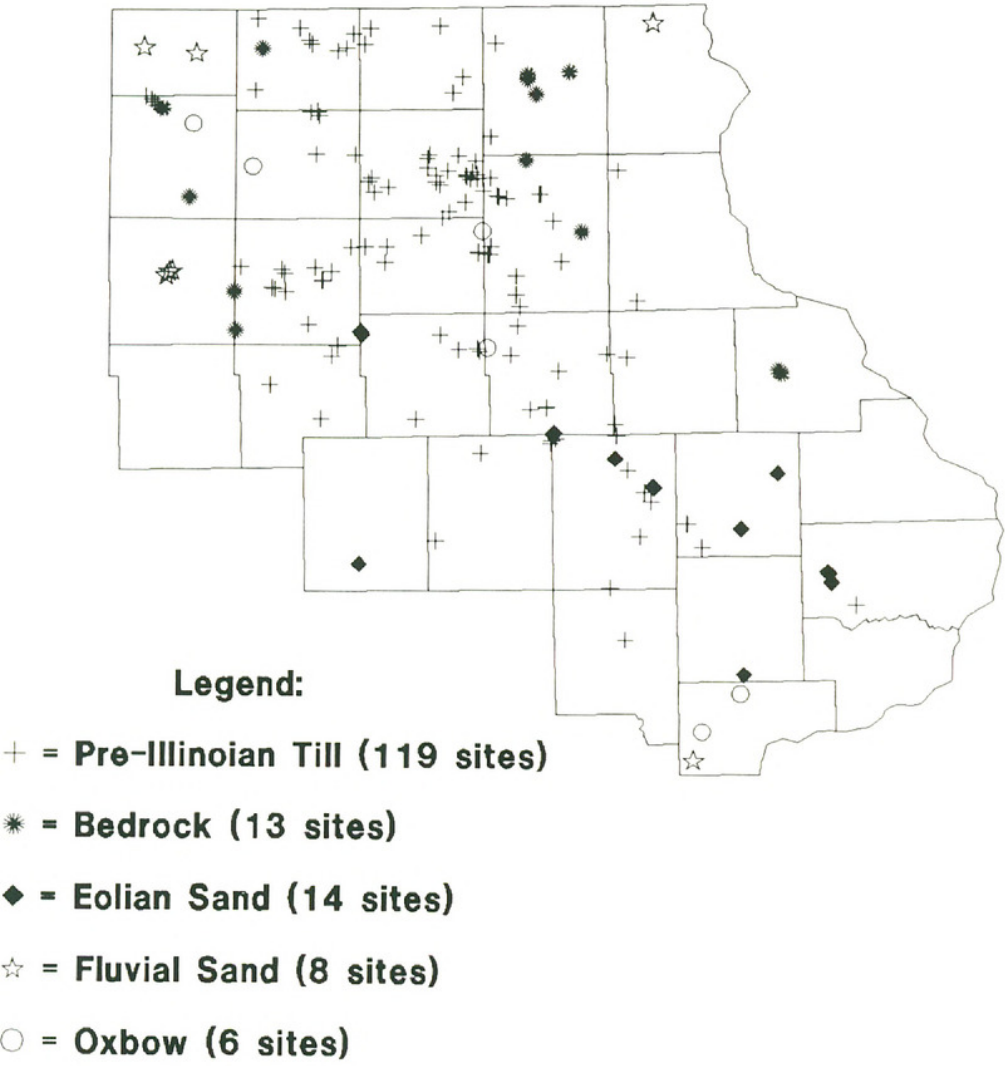 Legend:
= Pre-Illinoian Till (119 sites)
= Bedrock (13 sites)
= Eolian Sand (14 sites)
= Fluvial Sand (8 sites)
= Oxbow (6 sites)